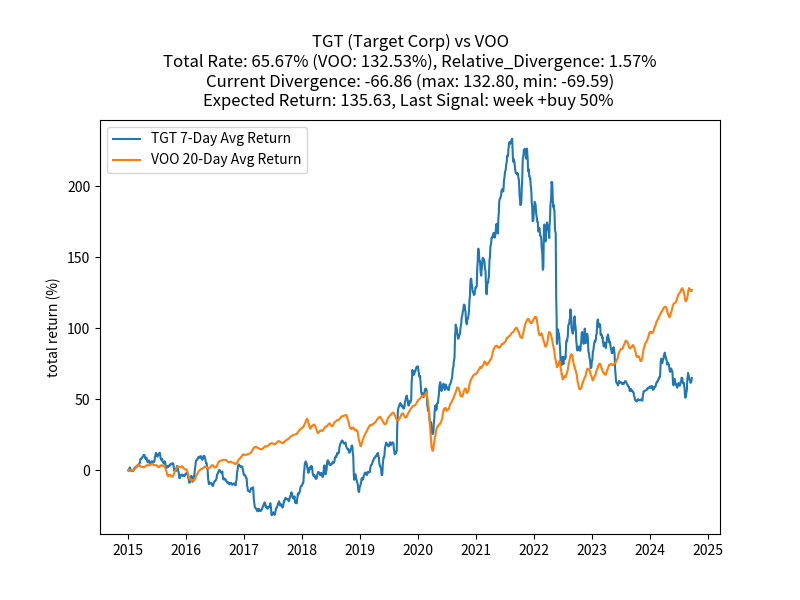 TGT (Target Corp) vs VOO
Total Rate: 65.67% (VOO: 132.53%), Relative_Divergence: 1.57%
Current Divergence: -66.86 (max: 132.80, min: -69.59)
Expected Return: 135.63, Last Signal: week +buy 50%
TGT 7-Day Avg Return
VOO 20-Day Avg Return
total return (%)
200
150
100
50
0
2015 2016 2017 2018 2019 2020 2021 2022 2023 2024 2025